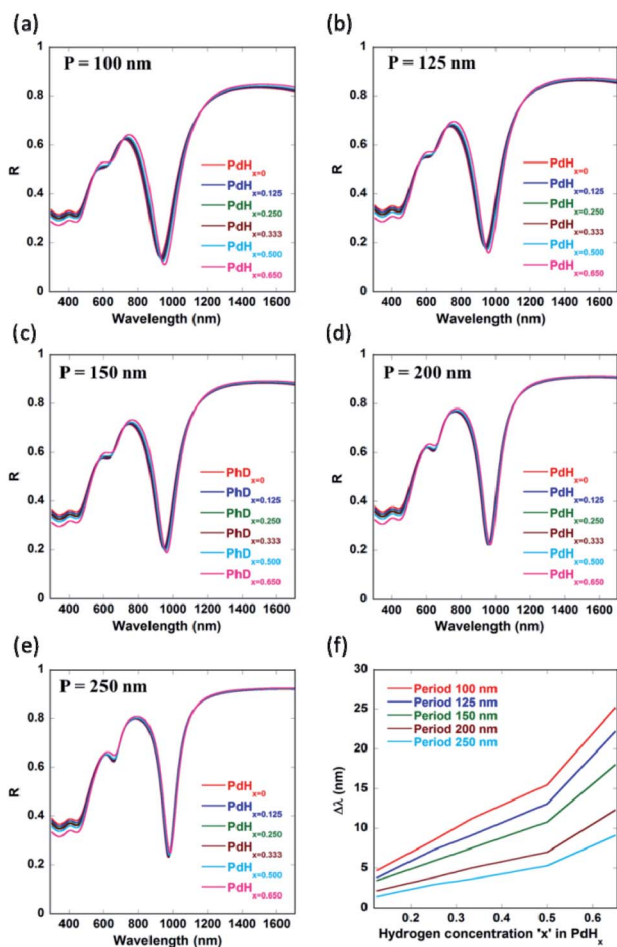 (a)
P = 100 nm
1
0.8
0.6
0.4
0.2
0
R
400 600 800 1000 1200 1400 1600
Wavelength (nm)
PdHx=0
PdHx=0.125
PdHx=0.250
PdHx=0.333
PdHx=0.500
PdHx=0.650
(b)
P = 125 nm
1
0.8
0.6
0.4
0.2
0
R
400 600 800 1000 1200 1400 1600
Wavelength (nm)
PdHx=0
PdHx=0.125
PdHx=0.250
PdHx=0.333
PdHx=0.500
PdHx=0.650
(c)
P = 150 nm
1
0.8
0.6
0.4
0.2
0
R
400 600 800 1000 1200 1400 1600
Wavelength (nm)
PhDx=0
PhDx=0.125
PhDx=0.250
PhDx=0.333
PhDx=0.500
PhDx=0.650
(d)
P = 200 nm
1
0.8
0.6
0.4
0.2
0
R
400 600 800 1000 1200 1400 1600
Wavelength (nm)
PdHx=0
PdHx=0.125
PdHx=0.250
PdHx=0.333
PdHx=0.500
PdHx=0.650
(e)
P = 250 nm
1
0.8
0.6
0.4
0.2
0
R
400 600 800 1000 1200 1400 1600
Wavelength (nm)
PdHx=0
PdHx=0.125
PdHx=0.250
PdHx=0.333
PdHx=0.500
PdHx=0.650
(f)
30
25
20
15
10
5
0
Δλ (nm)
Period 100 nm
Period 125 nm
Period 150 nm
Period 200 nm
Period 250 nm
0.2 0.3 0.4 0.5 0.6
Hydrogen concentration 'x' in PdHx